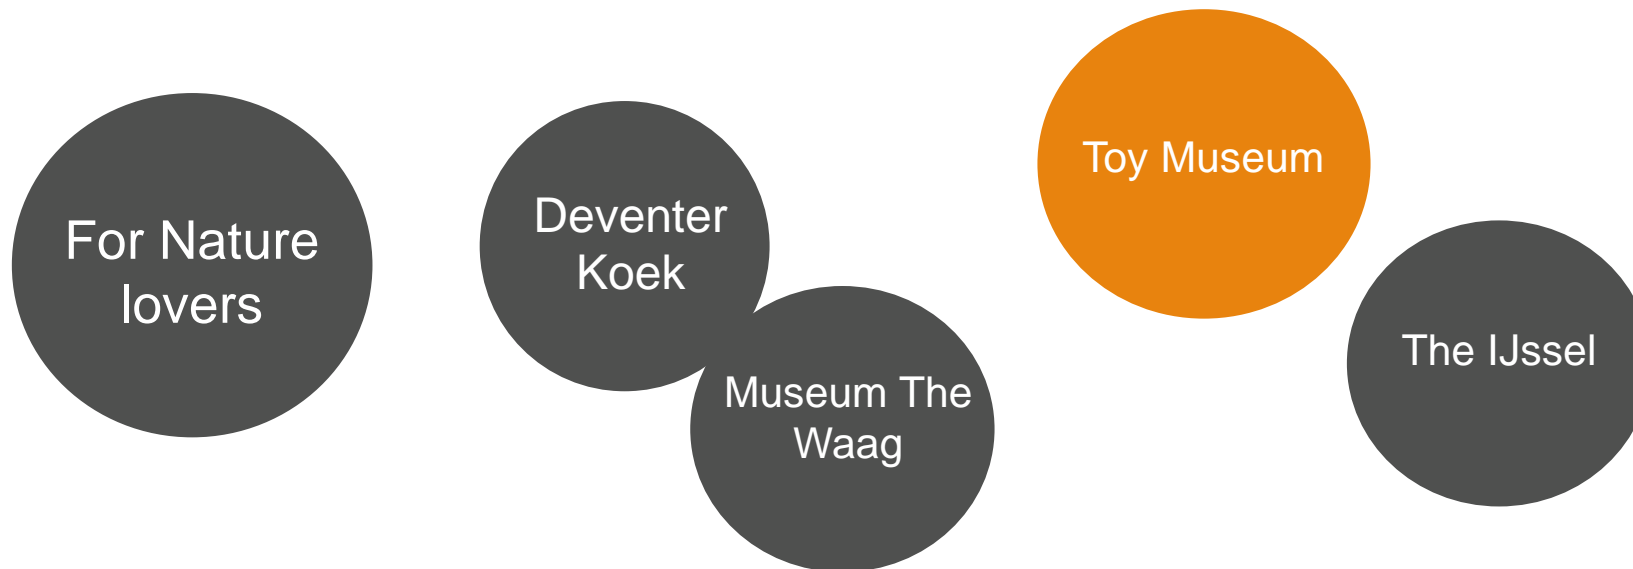 For Nature
lovers
Deventer
Koek
Museum The
Waag
Toy Museum
The IJssel